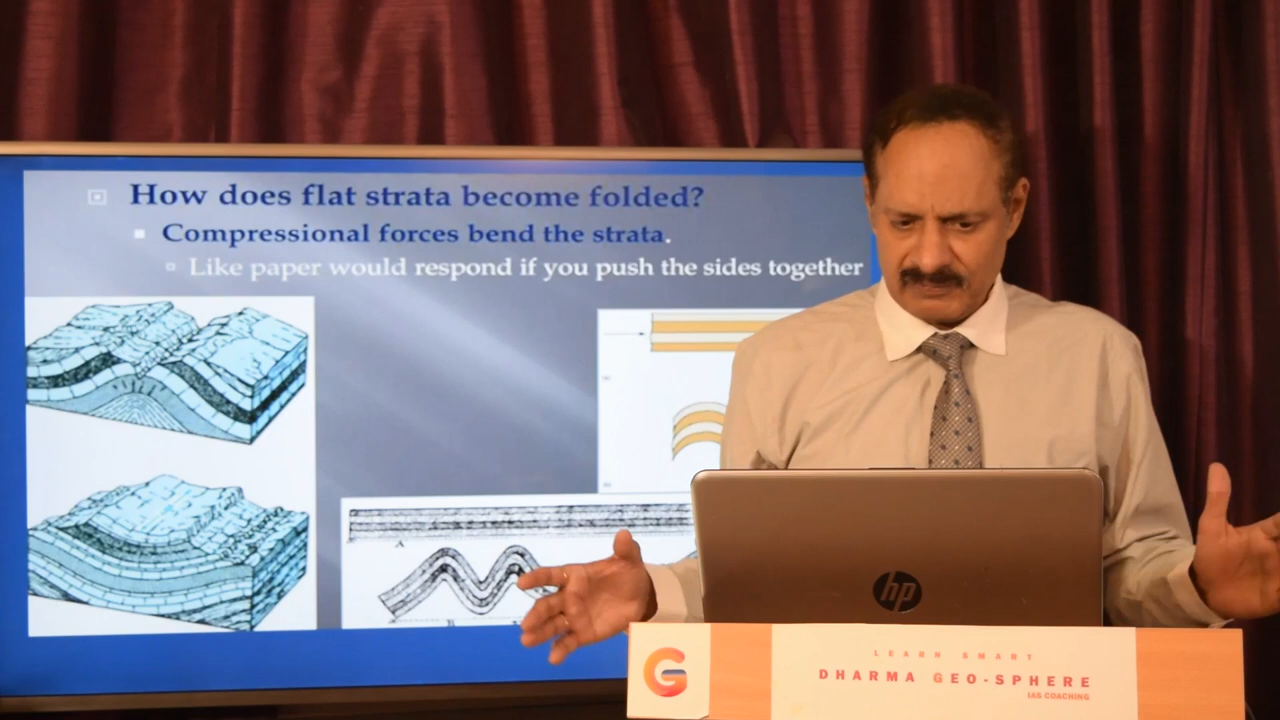 How does flat strata become folded?
Compressional forces bend the strata.
Like paper would respond if you push the sides together
A
hp
G
LEARN SMART
DHARMA GEO-SPHERE
IAS COACHING